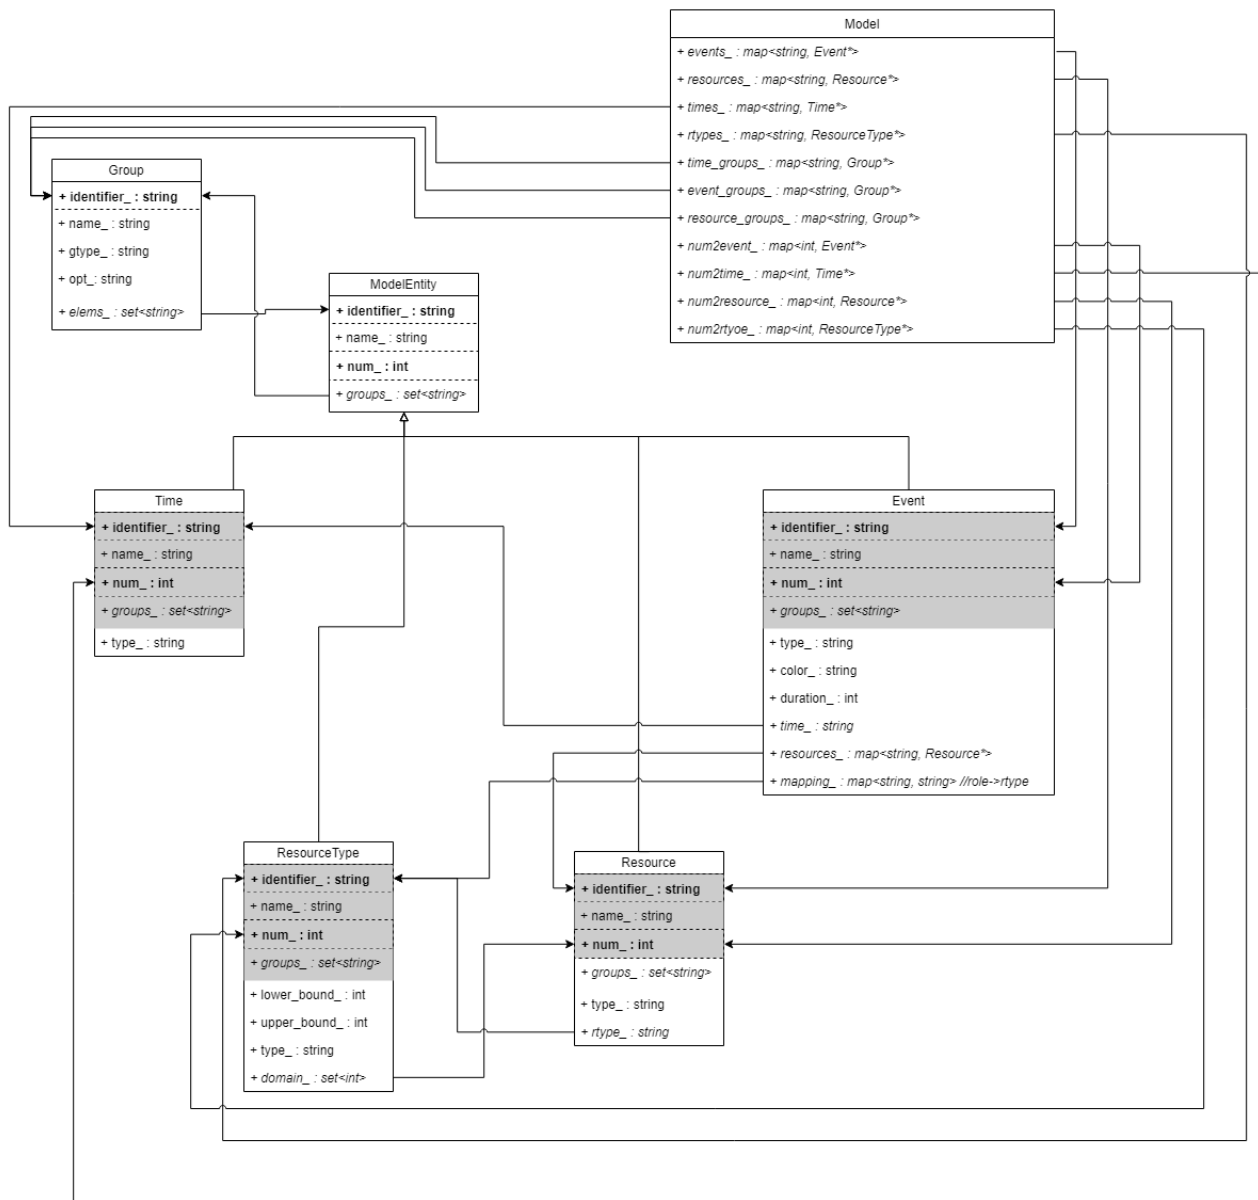 Model
+ events_ : map<string, Event*>
+ resources_ : map<string, Resource*>
+ times_ : map<string, Time*>
+ rtypes_ : map<string, ResourceType*>
+ time_groups_ : map<string, Group*>
+ event_groups_ : map<string, Group*>
+ resource_groups_ : map<string, Group*>
+ num2event_ : map<int, Event*>
+ num2time_ : map<int, Time*>
+ num2resource_ : map<int, Resource*>
+ num2rtyoe_ : map<int, ResourceType*>
Group
+ identifier_ : string
+ name_ : string
+ gtype_ : string
+ opt_: string
+ elems_ : set<string>
ModelEntity
+ identifier_ : string
+ name_ : string
+ num_ : int
+ groups_ : set<string>
Time
+ identifier_ : string
+ name_ : string
+ num_ : int
+ groups_ : set<string>
+ type_ : string
Event
+ identifier_ : string
+ name_ : string
+ num_ : int
+ groups_ : set<string>
+ type_ : string
+ color_ : string
+ duration_ : int
+ time_ : string
+ resources_ : map<string, Resource*>
+ mapping_ : map<string, string> //role->rtype
ResourceType
+ identifier_ : string
+ name_ : string
+ num_ : int
+ groups_ : set<string>
+ lower_bound_ : int
+ upper_bound_ : int
+ type_ : string
+ domain_ : set<int>
Resource
+ identifier_ : string
+ name_ : string
+ num_ : int
+ groups_ : set<string>
+ type_ : string
+ rtype_ : string